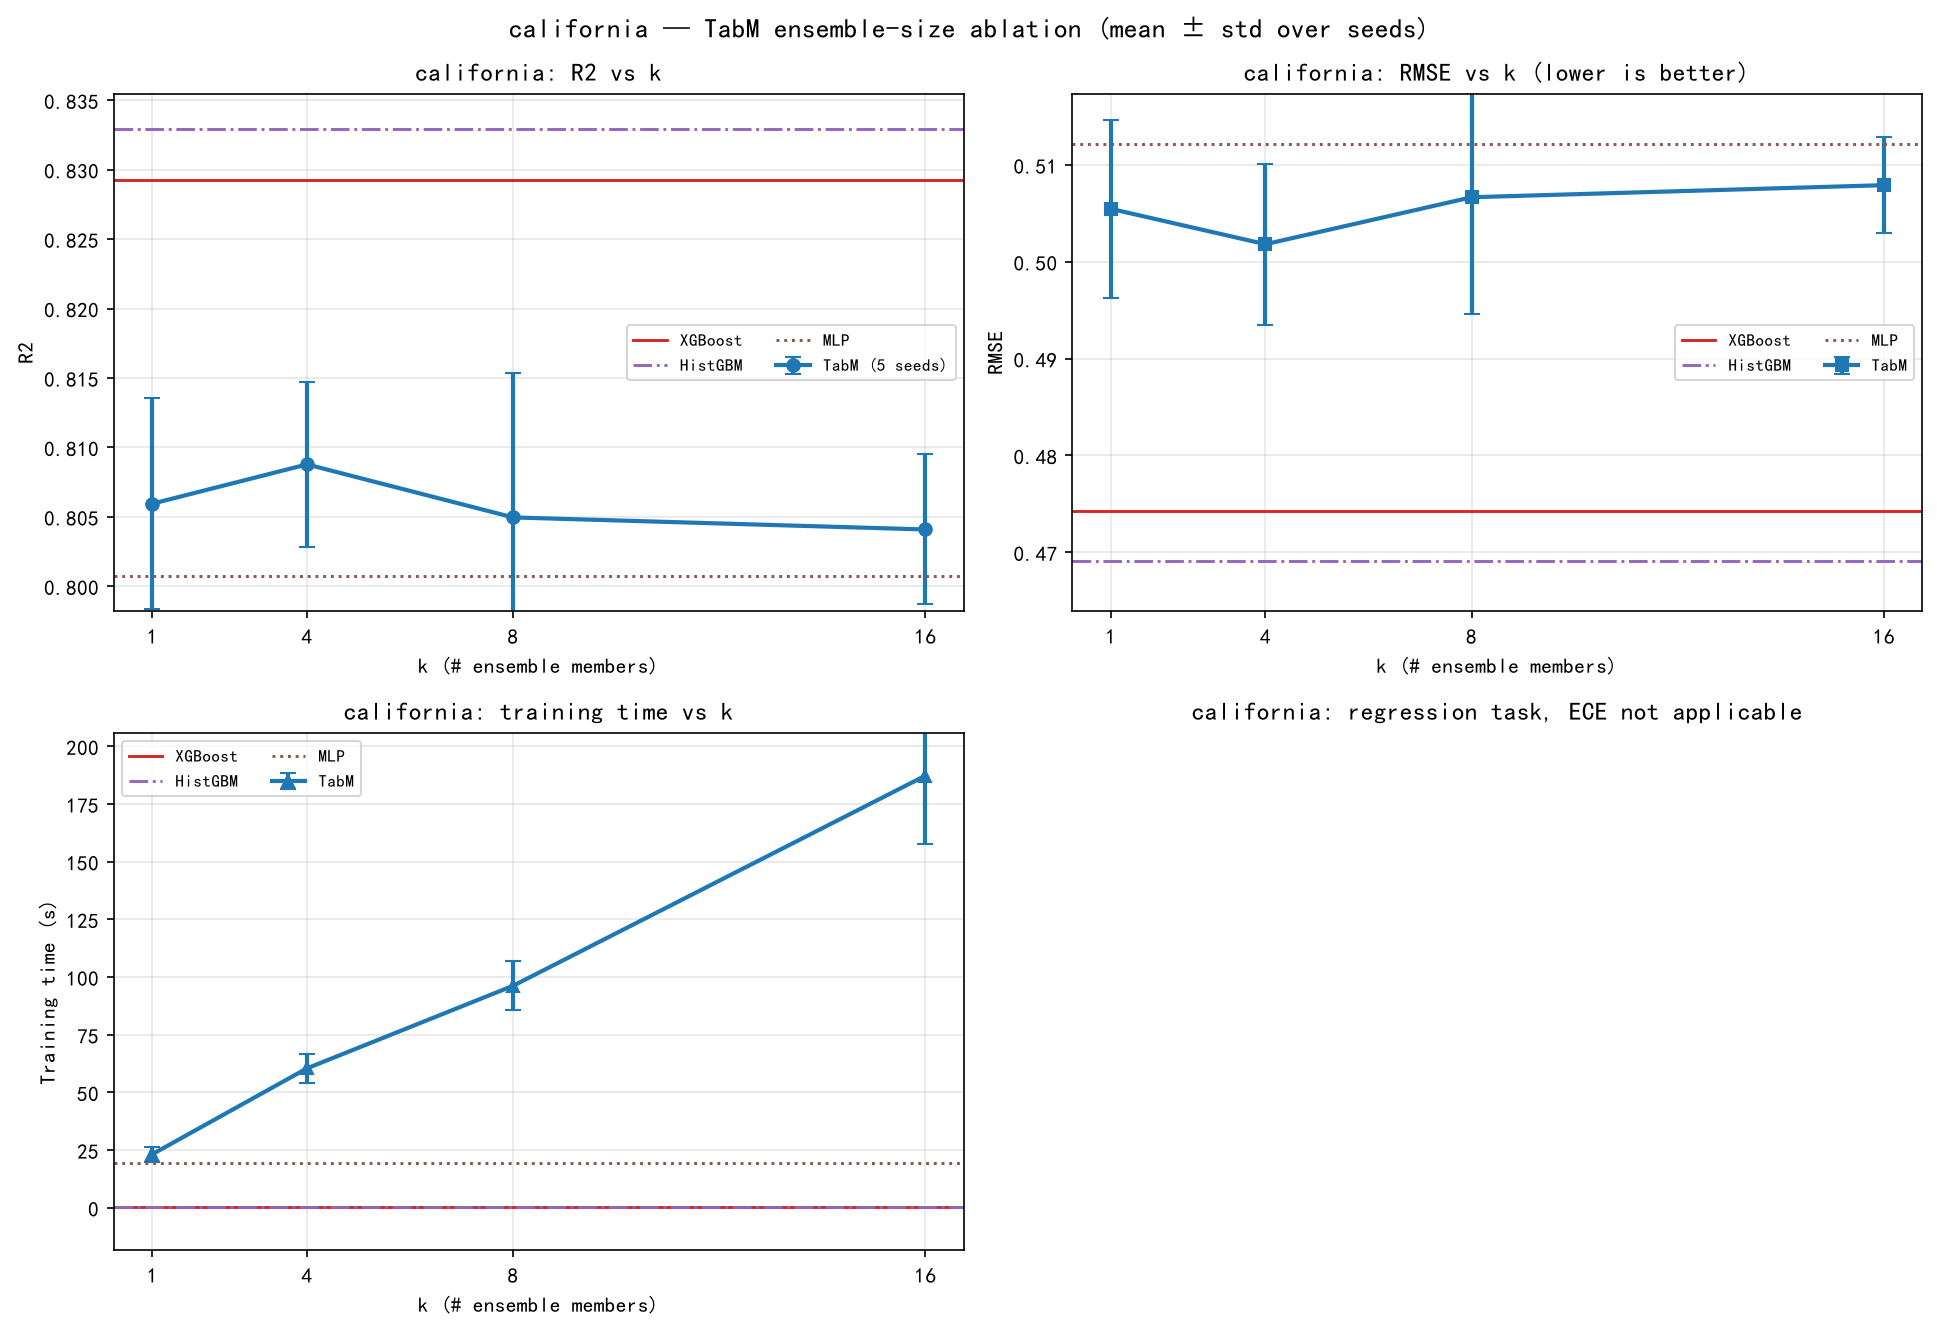 california — TabM ensemble-size ablation (mean ± std over seeds)
california: R2 vs k
0.835
0.830
0.825
0.820
0.815
0.810
0.805
0.800
R2
XGBoost
HistGBM
MLP
TabM (5 seeds)
1 4 8 16
k (# ensemble members)
california: RMSE vs k (lower is better)
0.51
0.50
0.49
0.48
0.47
RMSE
XGBoost
HistGBM
MLP
TabM
1 4 8 16
k (# ensemble members)
california: training time vs k
200
175
150
125
100
75
50
25
0
Training time (s)
XGBoost
HistGBM
MLP
TabM
1 4 8 16
k (# ensemble members)
california: regression task, ECE not applicable